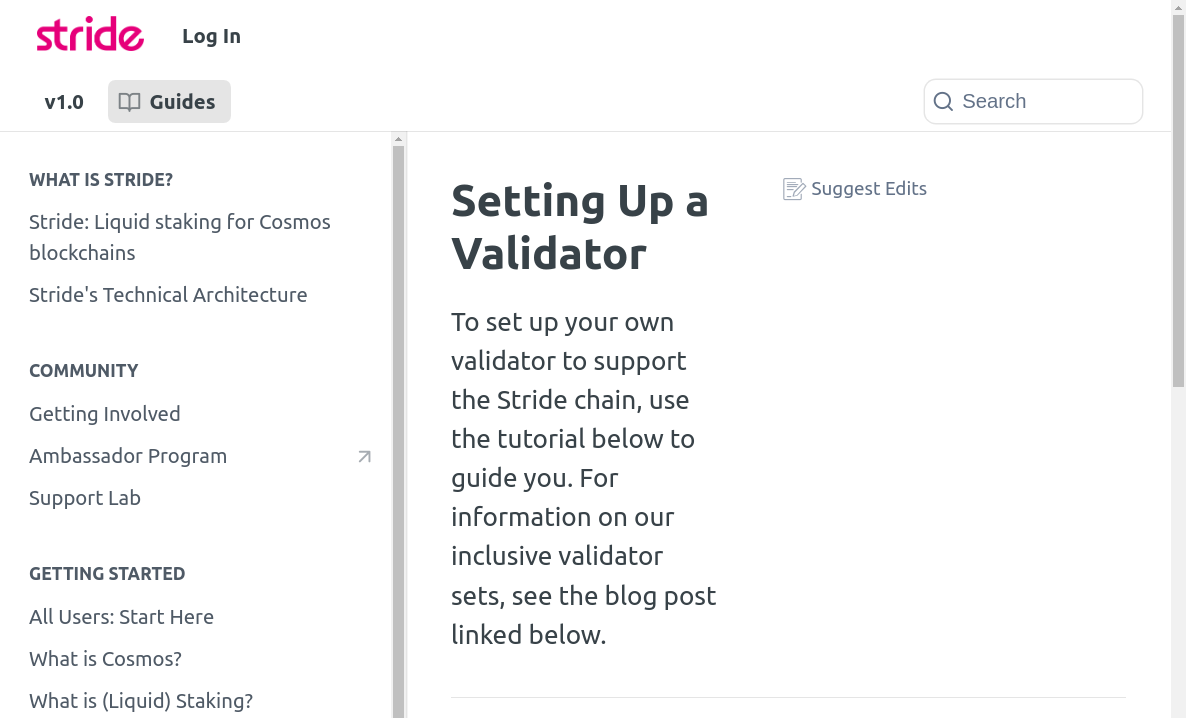 stride
Log In
v1.0
Guides
Search
WHAT IS STRIDE?
Stride: Liquid staking for Cosmos
blockchains
Stride's Technical Architecture
COMMUNITY
Getting Involved
Ambassador Program
Support Lab
GETTING STARTED
All Users: Start Here
What is Cosmos?
What is (Liquid) Staking?
Setting Up a
Validator
Suggest Edits
To set up your own
validator to support
the Stride chain, use
the tutorial below to
guide you. For
information on our
inclusive validator
sets, see the blog post
linked below.